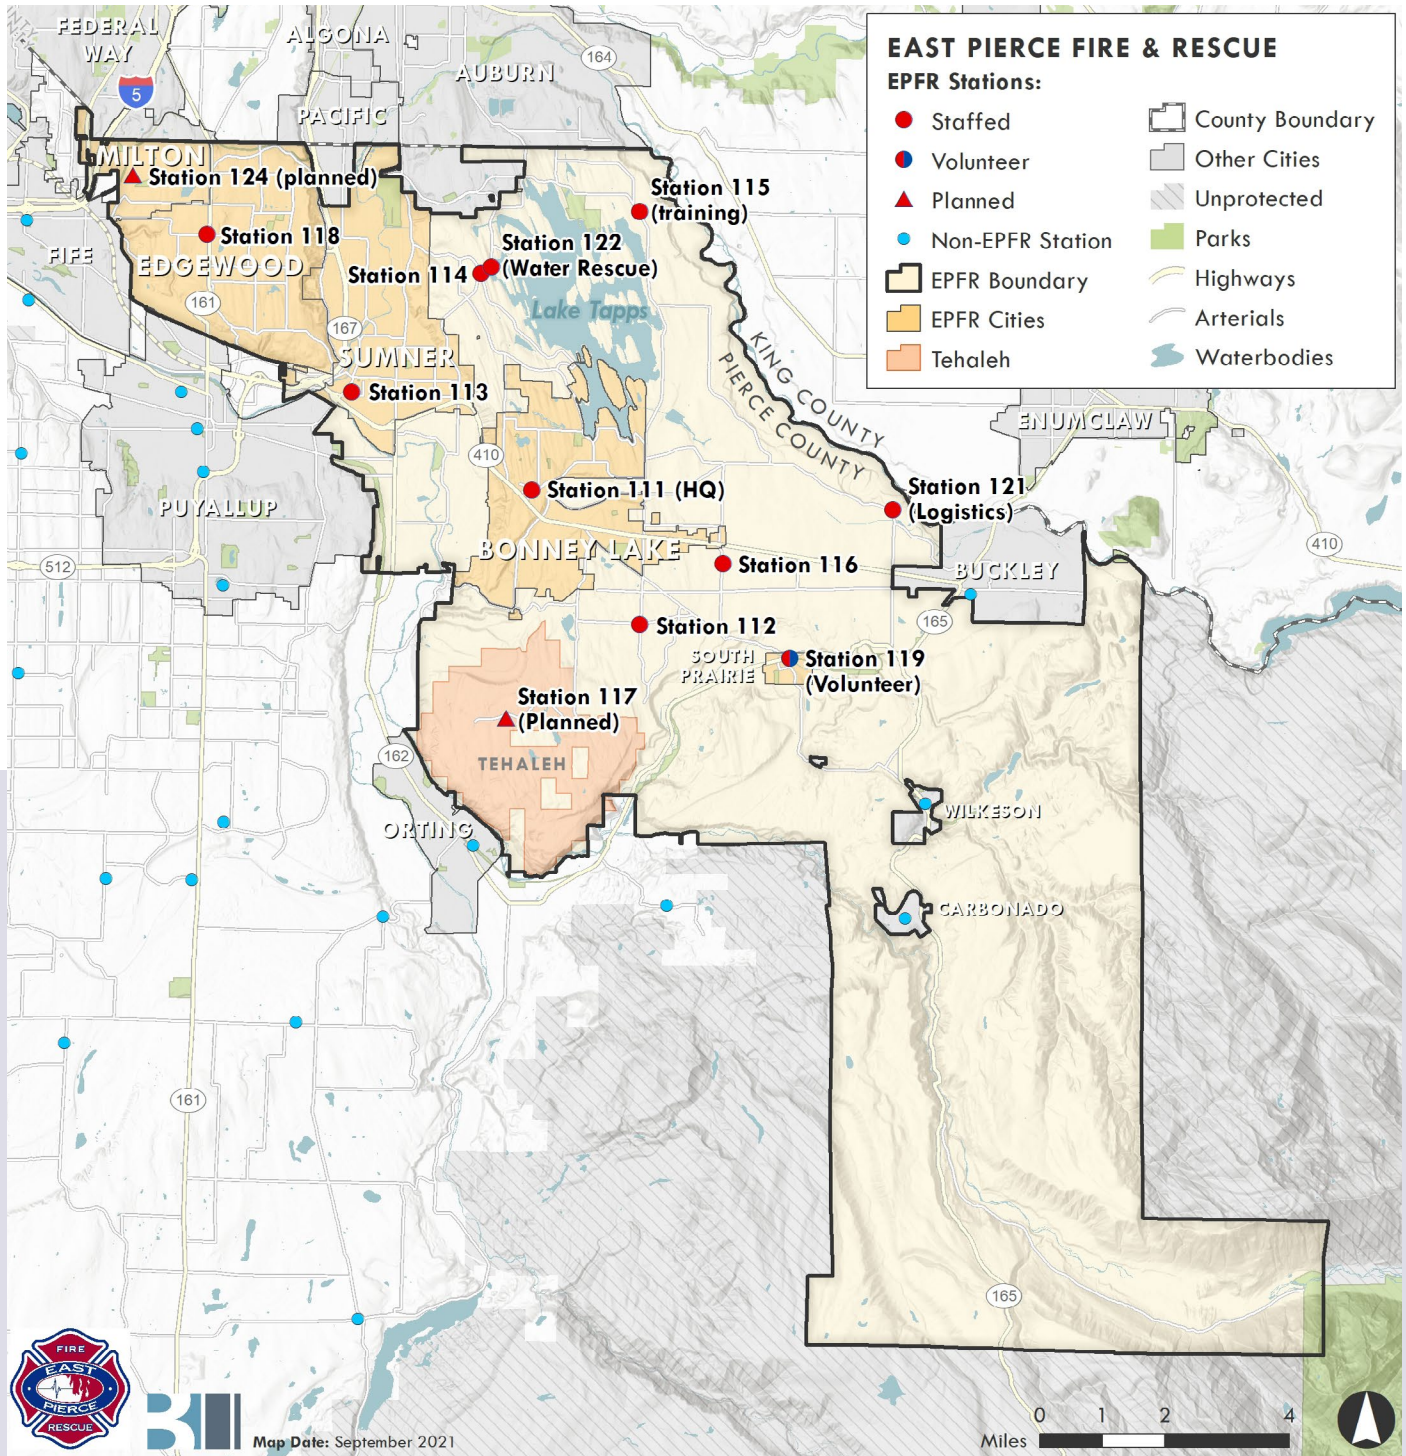 FEDERAL
WAY
ALGONA
164
AUBURN
5
PACIFIC
EAST PIERCE FIRE & RESCUE
EPFR Stations:
Staffed
Volunteer
Planned
Non-EPFR Station
EPFR Boundary
EPFR Cities
Tehaleh
County Boundary
Other Cities
Unprotected
Parks
Highways
Arterials
Waterbodies
MILTON
Station 124 (planned)
Station 115
(training)
Station 118
FIFE
EDGEWOOD
Station 122
(Water Rescue)
Station 114
161
167
Lake Tapps
SUMNER
KING COUNTY
PIERCE COUNTY
Station 113
ENUMCLAW
410
Station 111 (HQ)
Station 121
(Logistics)
PUYALLUP
BONNEY LAKE
410
512
Station 116
BUCKLEY
165
Station 112
SOUTH
PRAIRIE
Station 119
(Volunteer)
Station 117
(Planned)
162
TEHALEH
WILKESON
ORTING
CARBONADO
161
165
FIRE
EAST
PIERCE
RESCUE
BII
Map Date: September 2021
0 1 2 4
Miles